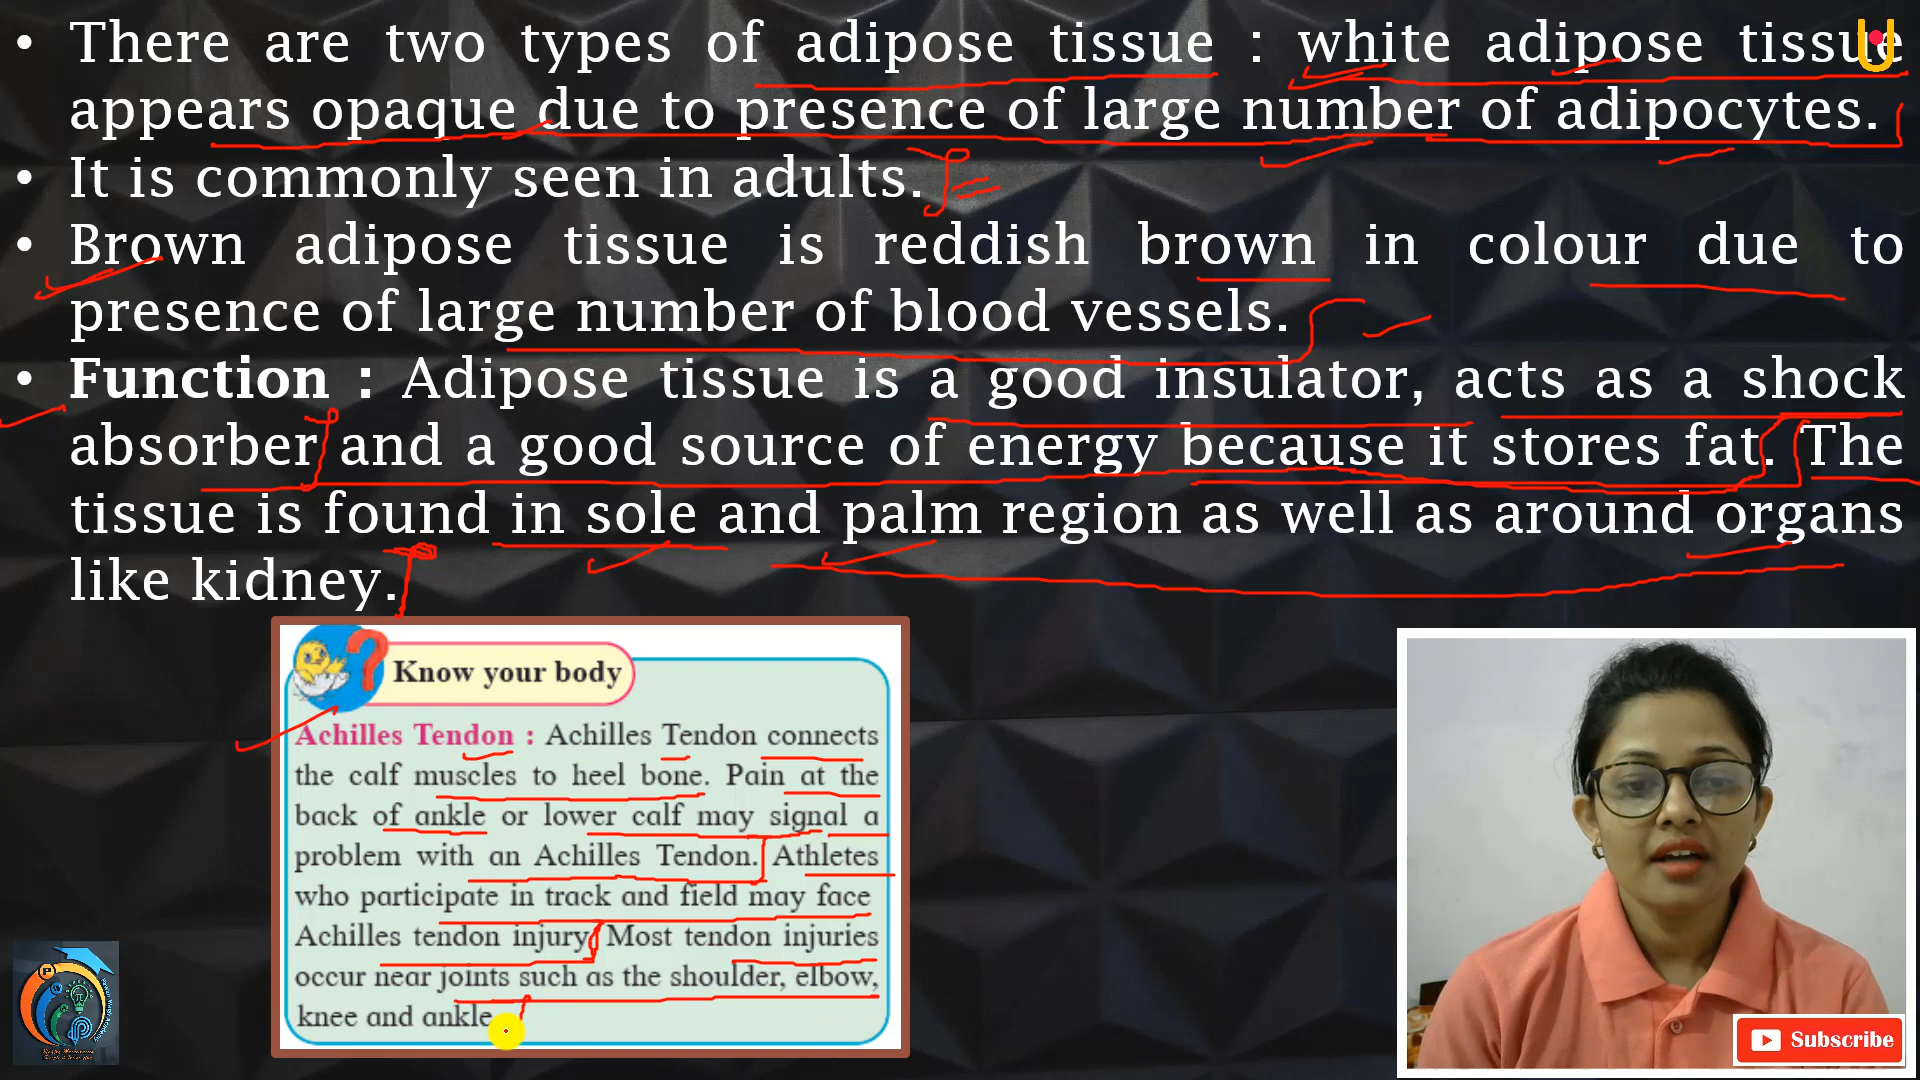 • There are two types of adipose tissue : white adipose tissue
appears opaque due to presence of large number of adipocytes.
• It is commonly seen in adults.
• Brown adipose tissue is reddish brown in colour due to
presence of large number of blood vessels.
• Function : Adipose tissue is a good insulator, acts as a shock
absorber and a good source of energy because it stores fat. The
tissue is found in sole and palm region as well as around organs
like kidney.
Know your body
Achilles Tendon : Achilles Tendon connects
the calf muscles to heel bone. Pain at the
back of ankle or lower calf may signal a
problem with an Achilles Tendon. Athletes
who participate in track and field may face
Achilles tendon injury. Most tendon injuries
occur near joints such as the shoulder, elbow,
knee and ankle
Subscribe